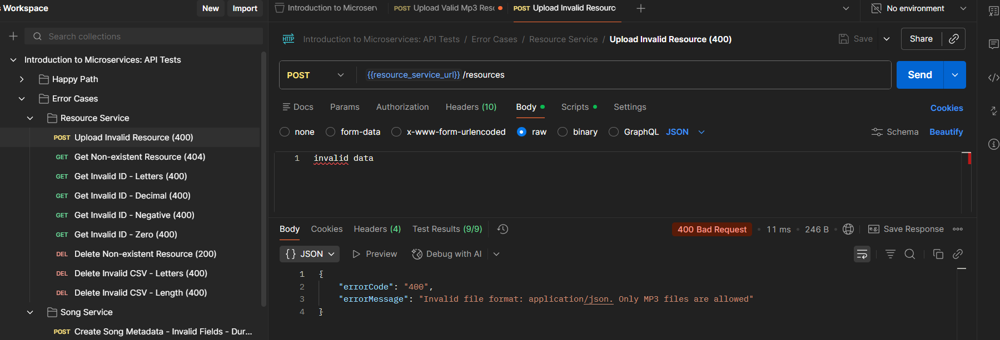 s Workspace
New
Import
Introduction to Microserv
POST Upload Valid Mp3 Reso
POST Upload Invalid Resourc
No environment
Search collections
HTTP
Introduction to Microservices: API Tests / Error Cases / Resource Service / Upload Invalid Resource (400)
Save
Share
Introduction to Microservices: API Tests
Happy Path
Error Cases
Resource Service
POST Upload Invalid Resource (400)
GET Get Non-existent Resource (404)
GET Get Invalid ID - Letters (400)
GET Get Invalid ID - Decimal (400)
GET Get Invalid ID - Negative (400)
GET Get Invalid ID - Zero (400)
DEL Delete Non-existent Resource (200)
DEL Delete Invalid CSV - Letters (400)
DEL Delete Invalid CSV - Length (400)
Song Service
POST Create Song Metadata - Invalid Fields - Dur...
POST
{{resource_service_url}}/resources
Send
Docs
Params
Authorization
Headers (10)
Body
Scripts
Settings
Cookies
none
form-data
x-www-form-urlencoded
raw
binary
GraphQL
JSON
Schema
Beautify
1 invalid data
Body
Cookies
Headers (4)
Test Results (9/9)
400 Bad Request
11 ms
246 B
e.g.
Save Response
{} JSON
Preview
Debug with AI
1 {
2 "errorCode": "400",
3 "errorMessage": "Invalid file format: application/json. Only MP3 files are allowed"
4 }